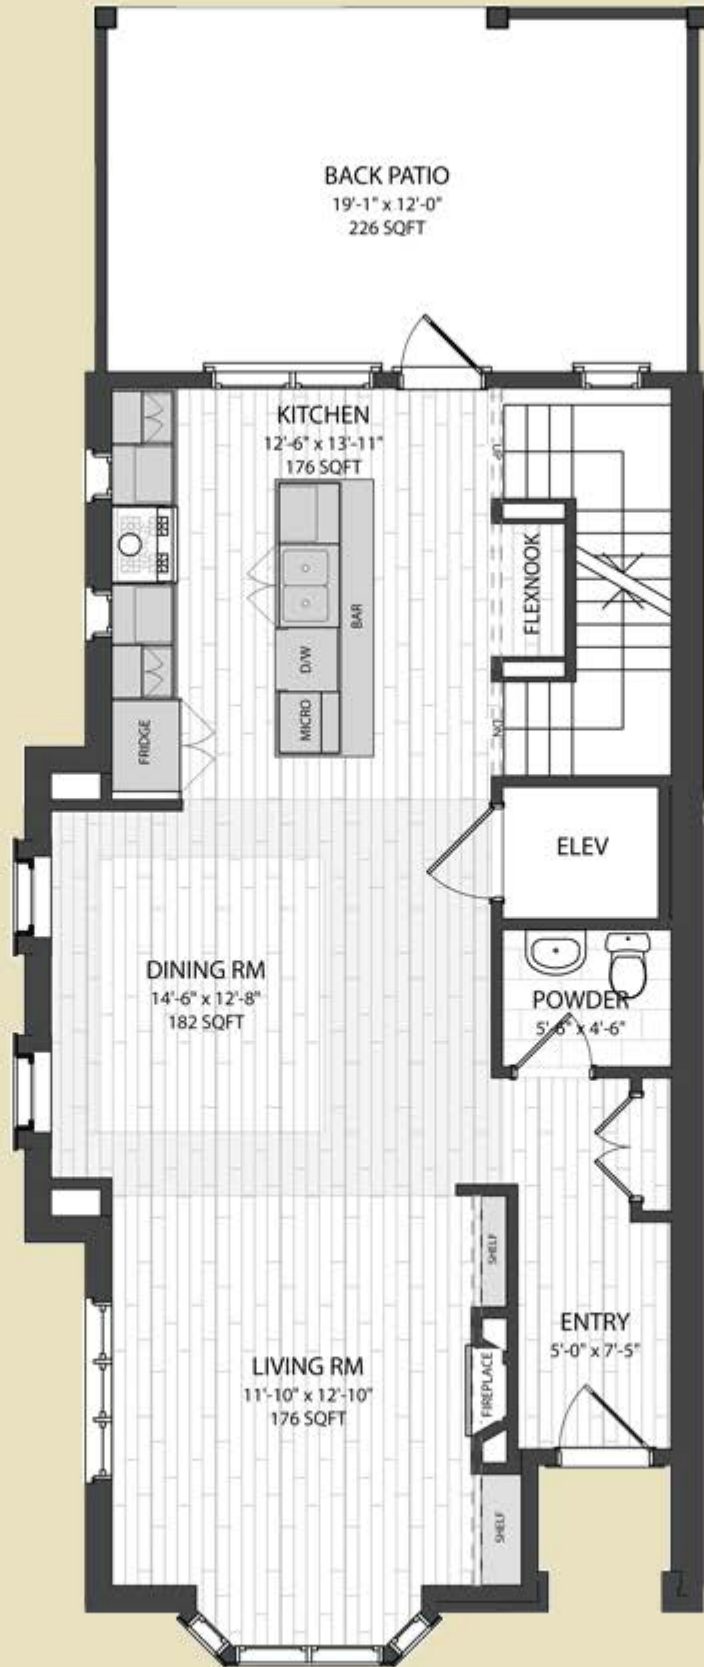 BACK PATIO
19'-1" x 12'-0"
226 SQFT
KITCHEN
12'-6" x 13'-11"
176 SQFT
UP
FLEXNOOK
BAR
D/W
MICRO
FRIDGE
DN
ELEV
DINING RM
14'-6" x 12'-8"
182 SQFT
POWDER
5'-6" x 4'-6"
SHELF
ENTRY
5'-0" x 7'-5"
LIVING RM
11'-10" x 12'-10"
176 SQFT
FIREPLACE
SHELF